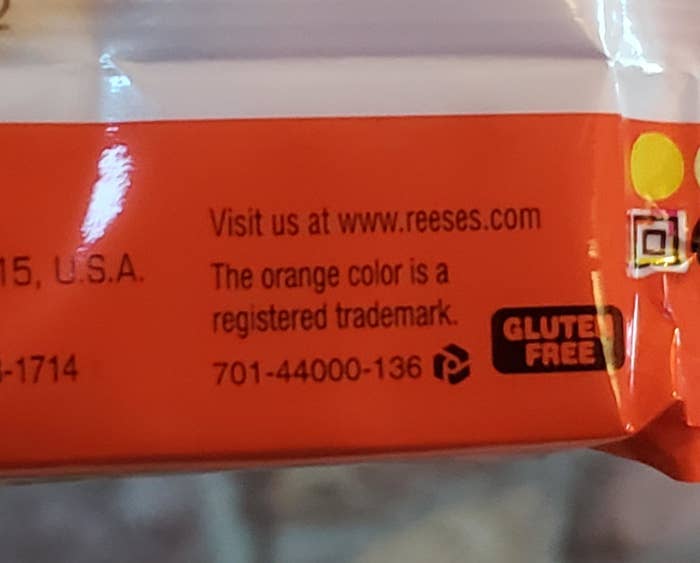 15, U.S.A.
-1714
Visit us at www.reeses.com
The orange color is a
registered trademark.
701-44000-136
GLUTEN
FREE